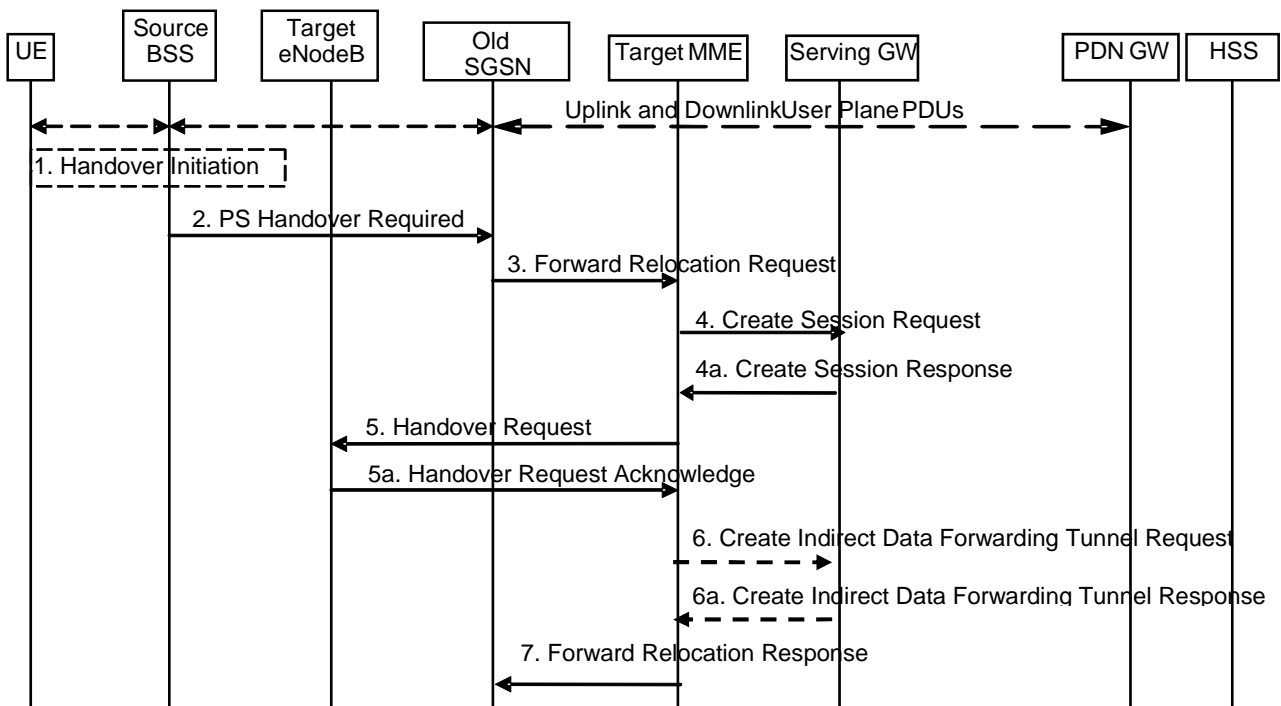 UE
Source
BSS
Target
eNodeB
Old
SGSN
Target MME
Serving GW
PDN GW
HSS
Uplink and DownlinkUser Plane PDUs
1. Handover Initiation
2. PS Handover Required
3. Forward Relocation Request
4. Create Session Request
4a. Create Session Response
5. Handover Request
5a. Handover Request Acknowledge
6. Create Indirect Data Forwarding Tunnel Request
6a. Create Indirect Data Forwarding Tunnel Response
7. Forward Relocation Response